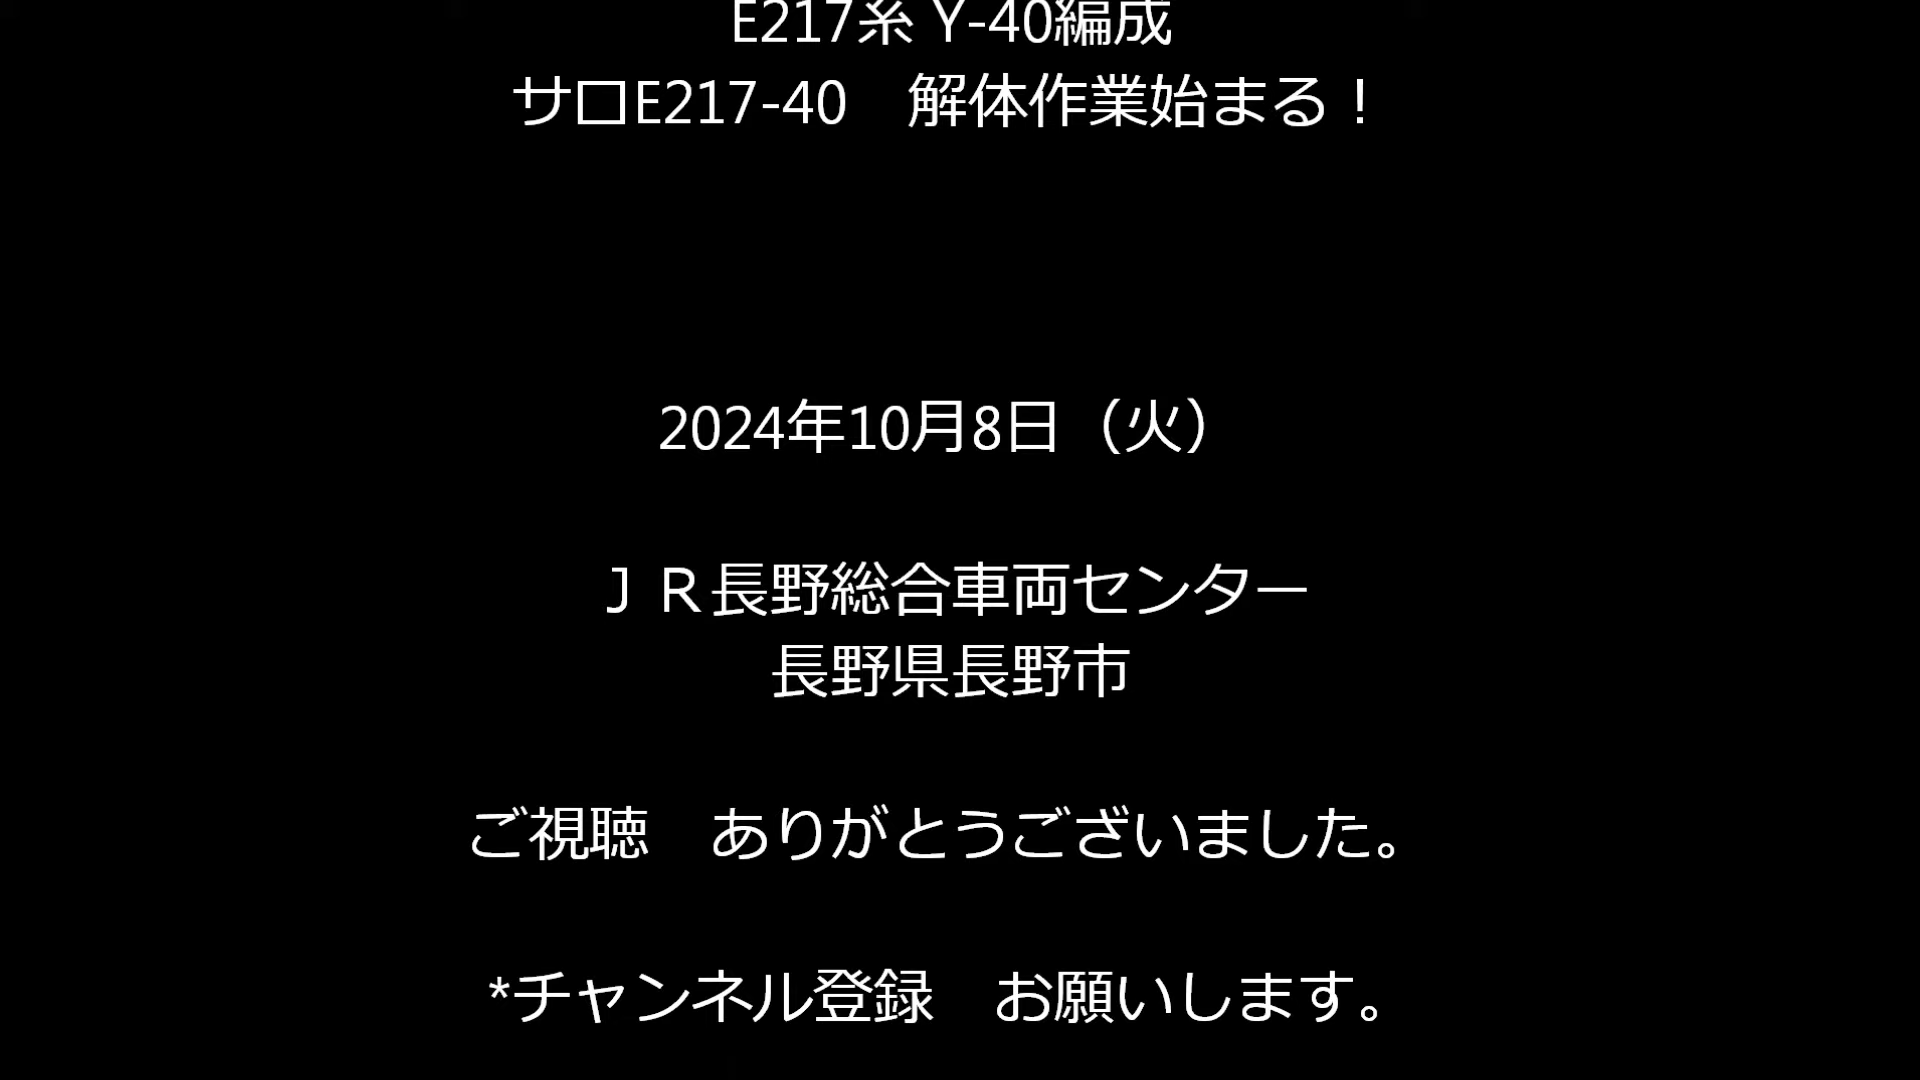 E217系 Y-40編成
サロE217-40　解体作業始まる！
2024年10月8日（火）
ＪＲ長野総合車両センター
長野県長野市
ご視聴　ありがとうございました。
*チャンネル登録　お願いします。